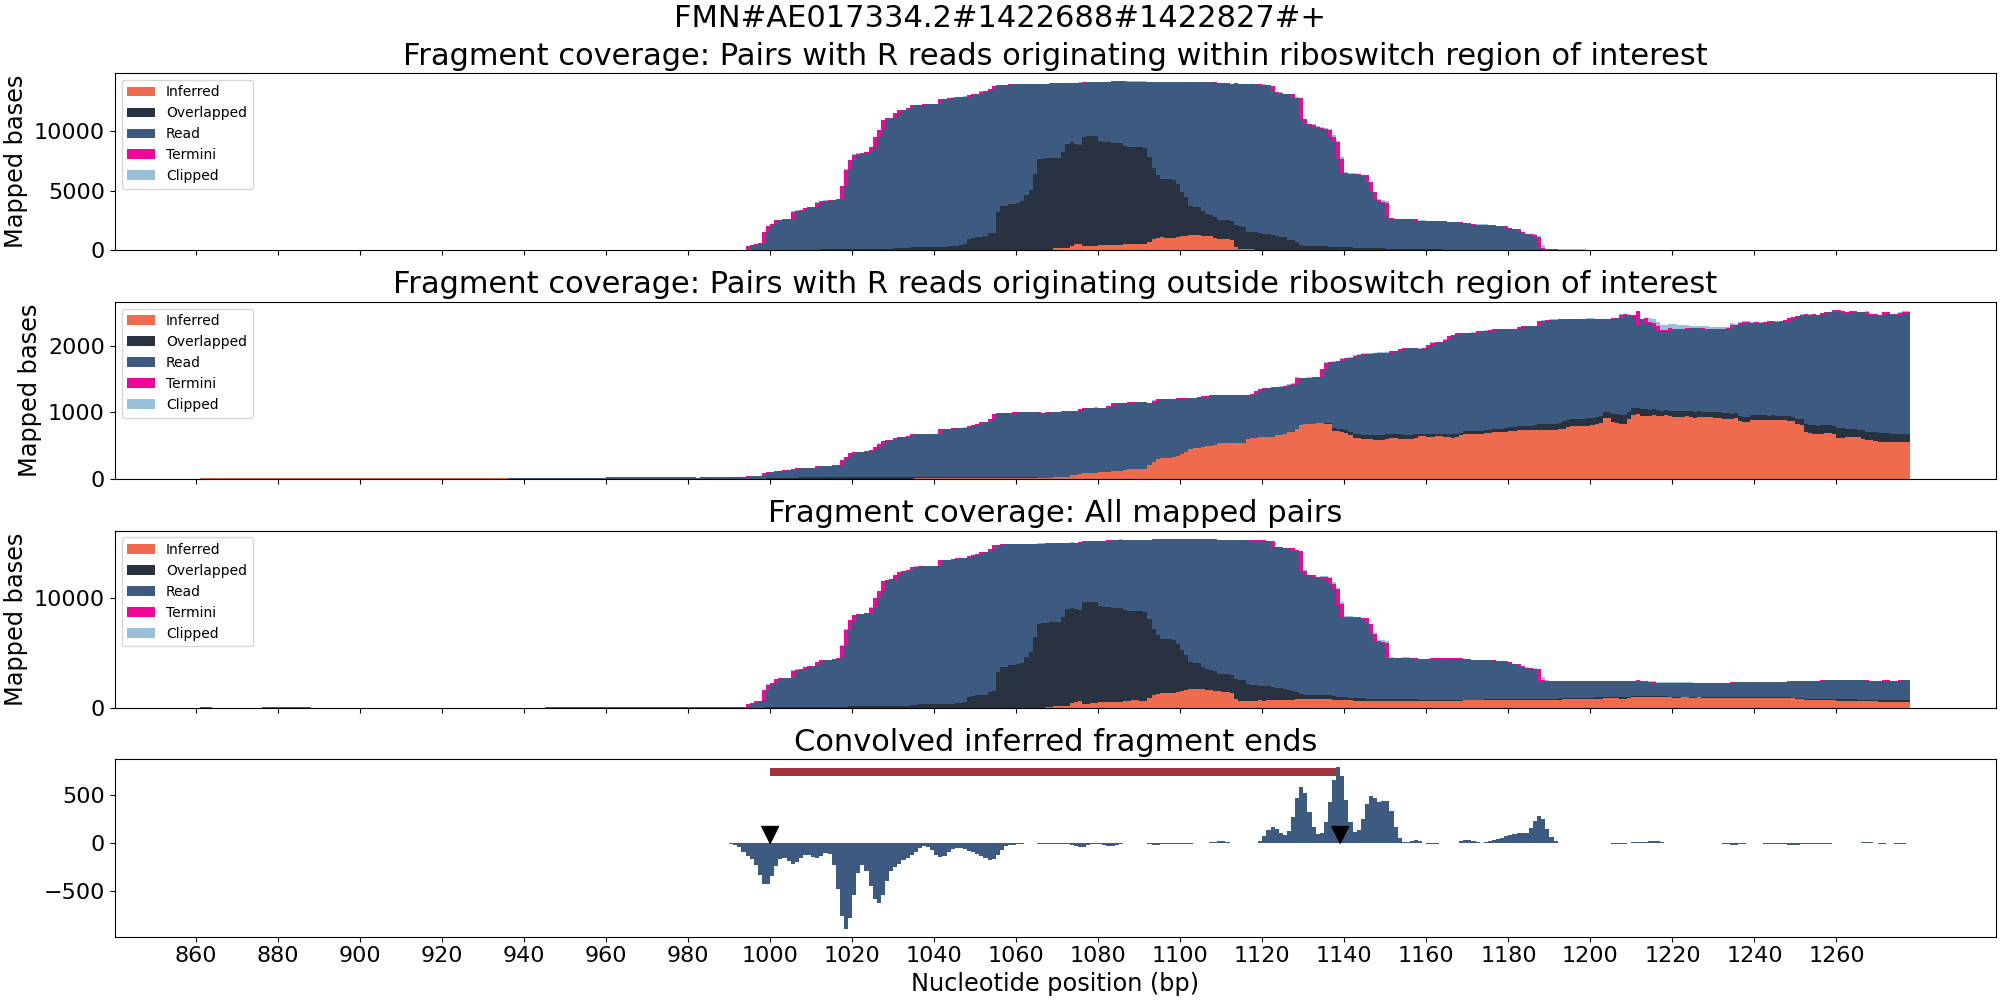 FMN#AE017334.2#1422688#1422827#+
Fragment coverage: Pairs with R reads originating within riboswitch region of interest
Mapped bases
10000
5000
0
Inferred
Overlapped
Read
Termini
Clipped
Fragment coverage: Pairs with R reads originating outside riboswitch region of interest
Mapped bases
2000
1000
0
Inferred
Overlapped
Read
Termini
Clipped
Fragment coverage: All mapped pairs
Mapped bases
10000
0
Inferred
Overlapped
Read
Termini
Clipped
Convolved inferred fragment ends
500
0
−500
860 880 900 920 940 960 980 1000 1020 1040 1060 1080 1100 1120 1140 1160 1180 1200 1220 1240 1260
Nucleotide position (bp)